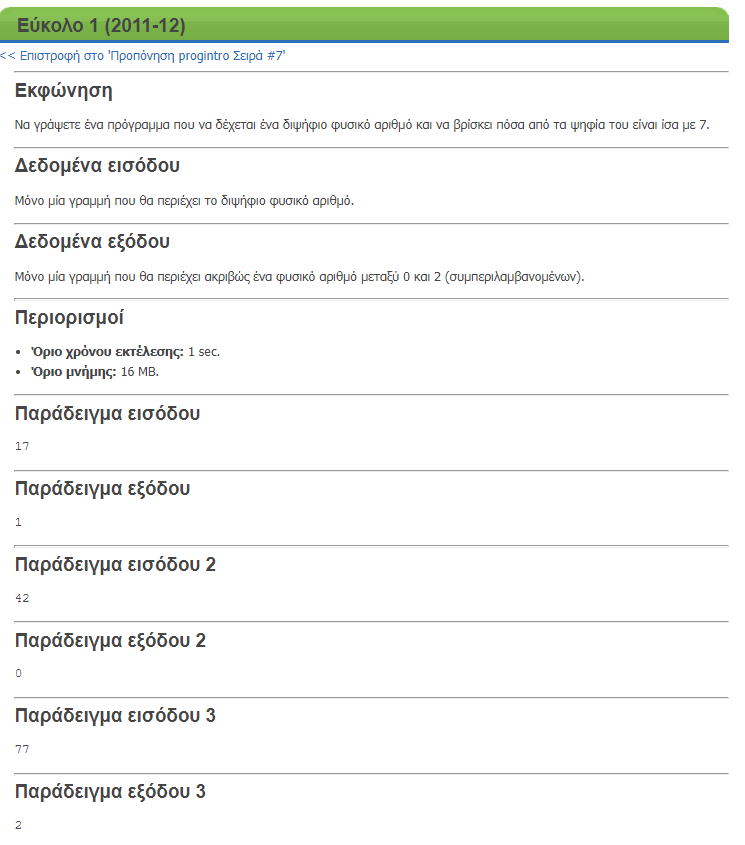 Εύκολο 1 (2011-12)
<< Επιστροφή στο 'Προπόνηση progintro Σειρά #7'
Εκφώνηση
Να γράψετε ένα πρόγραμμα που να δέχεται ένα διψήφιο φυσικό αριθμό και να βρίσκει πόσα από τα ψηφία του είναι ίσα με 7.
Δεδομένα εισόδου
Μόνο μία γραμμή που θα περιέχει το διψήφιο φυσικό αριθμό.
Δεδομένα εξόδου
Μόνο μία γραμμή που θα περιέχει ακριβώς ένα φυσικό αριθμό μεταξύ 0 και 2 (συμπεριλαμβανομένων).
Περιορισμοί
• Όριο χρόνου εκτέλεσης: 1 sec.
• Όριο μνήμης: 16 MB.
Παράδειγμα εισόδου
17
Παράδειγμα εξόδου
1
Παράδειγμα εισόδου 2
42
Παράδειγμα εξόδου 2
0
Παράδειγμα εισόδου 3
77
Παράδειγμα εξόδου 3
2